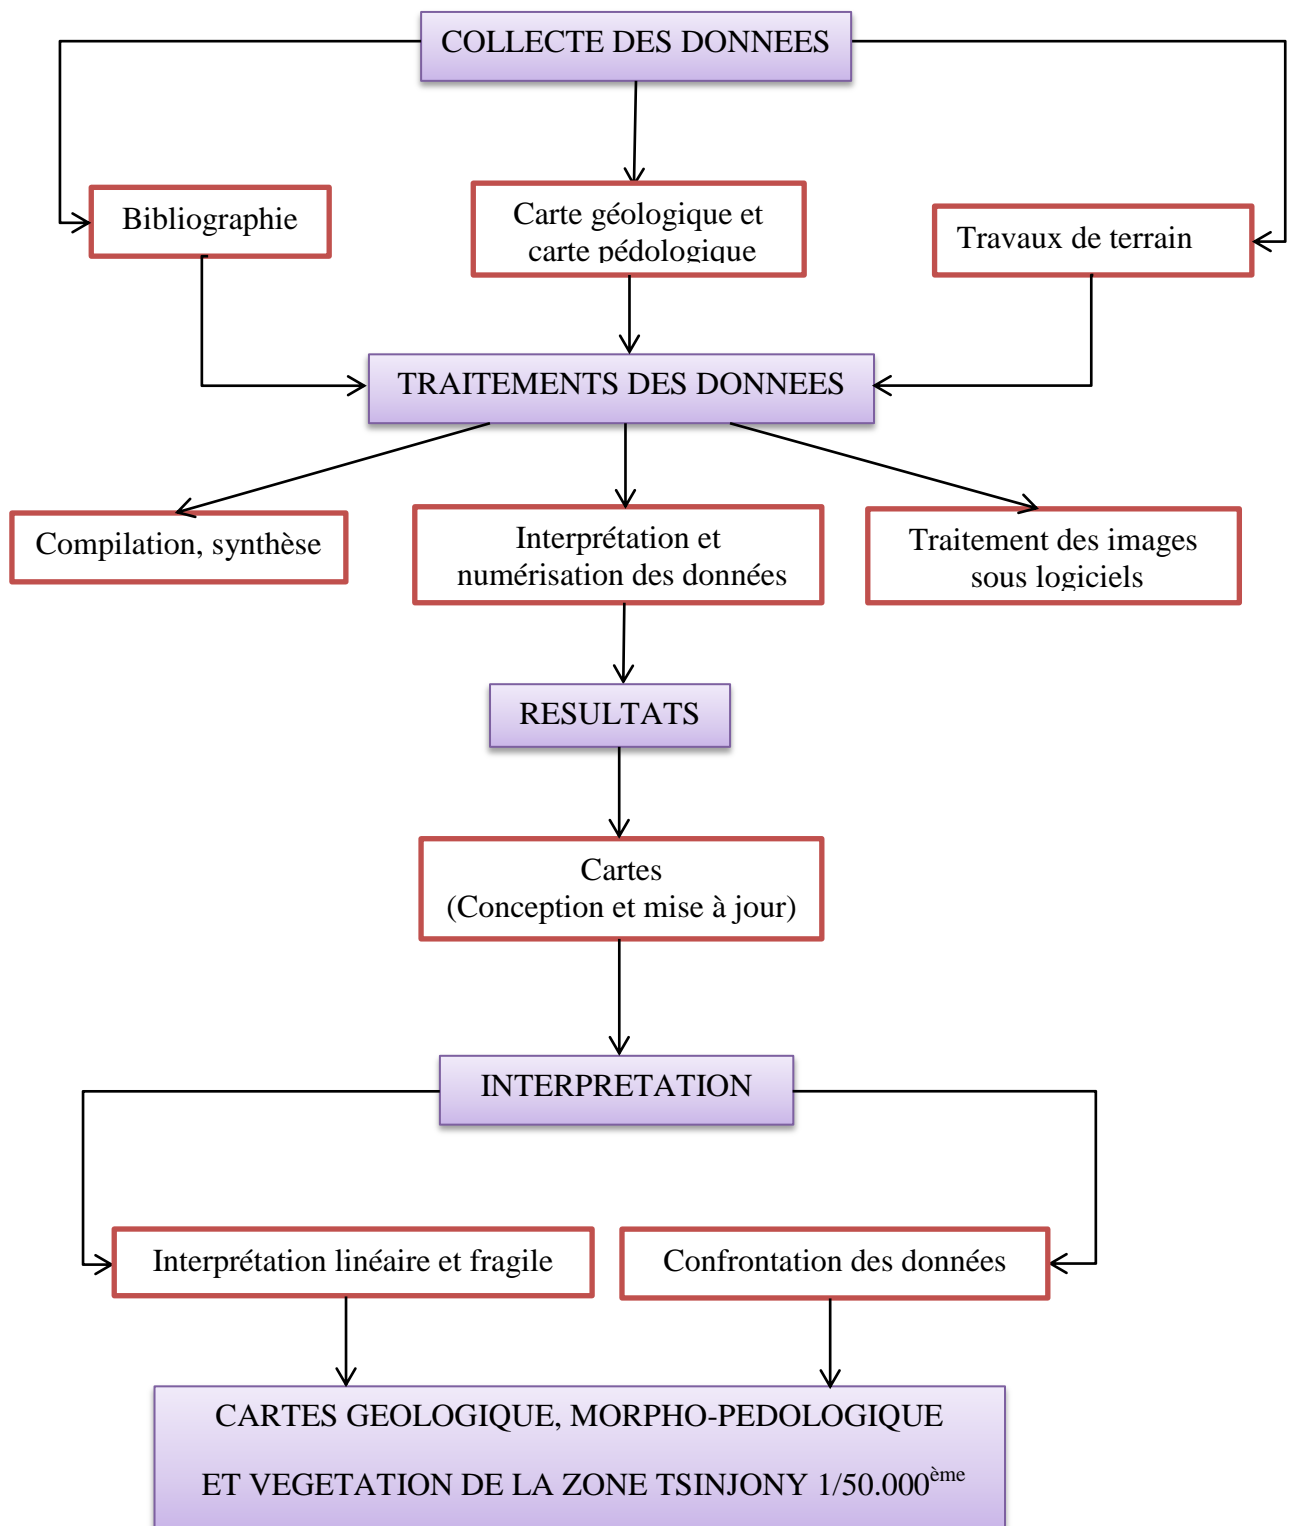 COLLECTE DES DONNEES
Bibliographie
Carte géologique et
carte pédologique
Travaux de terrain
TRAITEMENTS DES DONNEES
Compilation, synthèse
Interprétation et
numérisation des données
Traitement des images
sous logiciels
RESULTATS
Cartes
(Conception et mise à jour)
INTERPRETATION
Interprétation linéaire et fragile
Confrontation des données
CARTES GEOLOGIQUE, MORPHO-PEDOLOGIQUE
ET VEGETATION DE LA ZONE TSINJONY 1/50.000ème